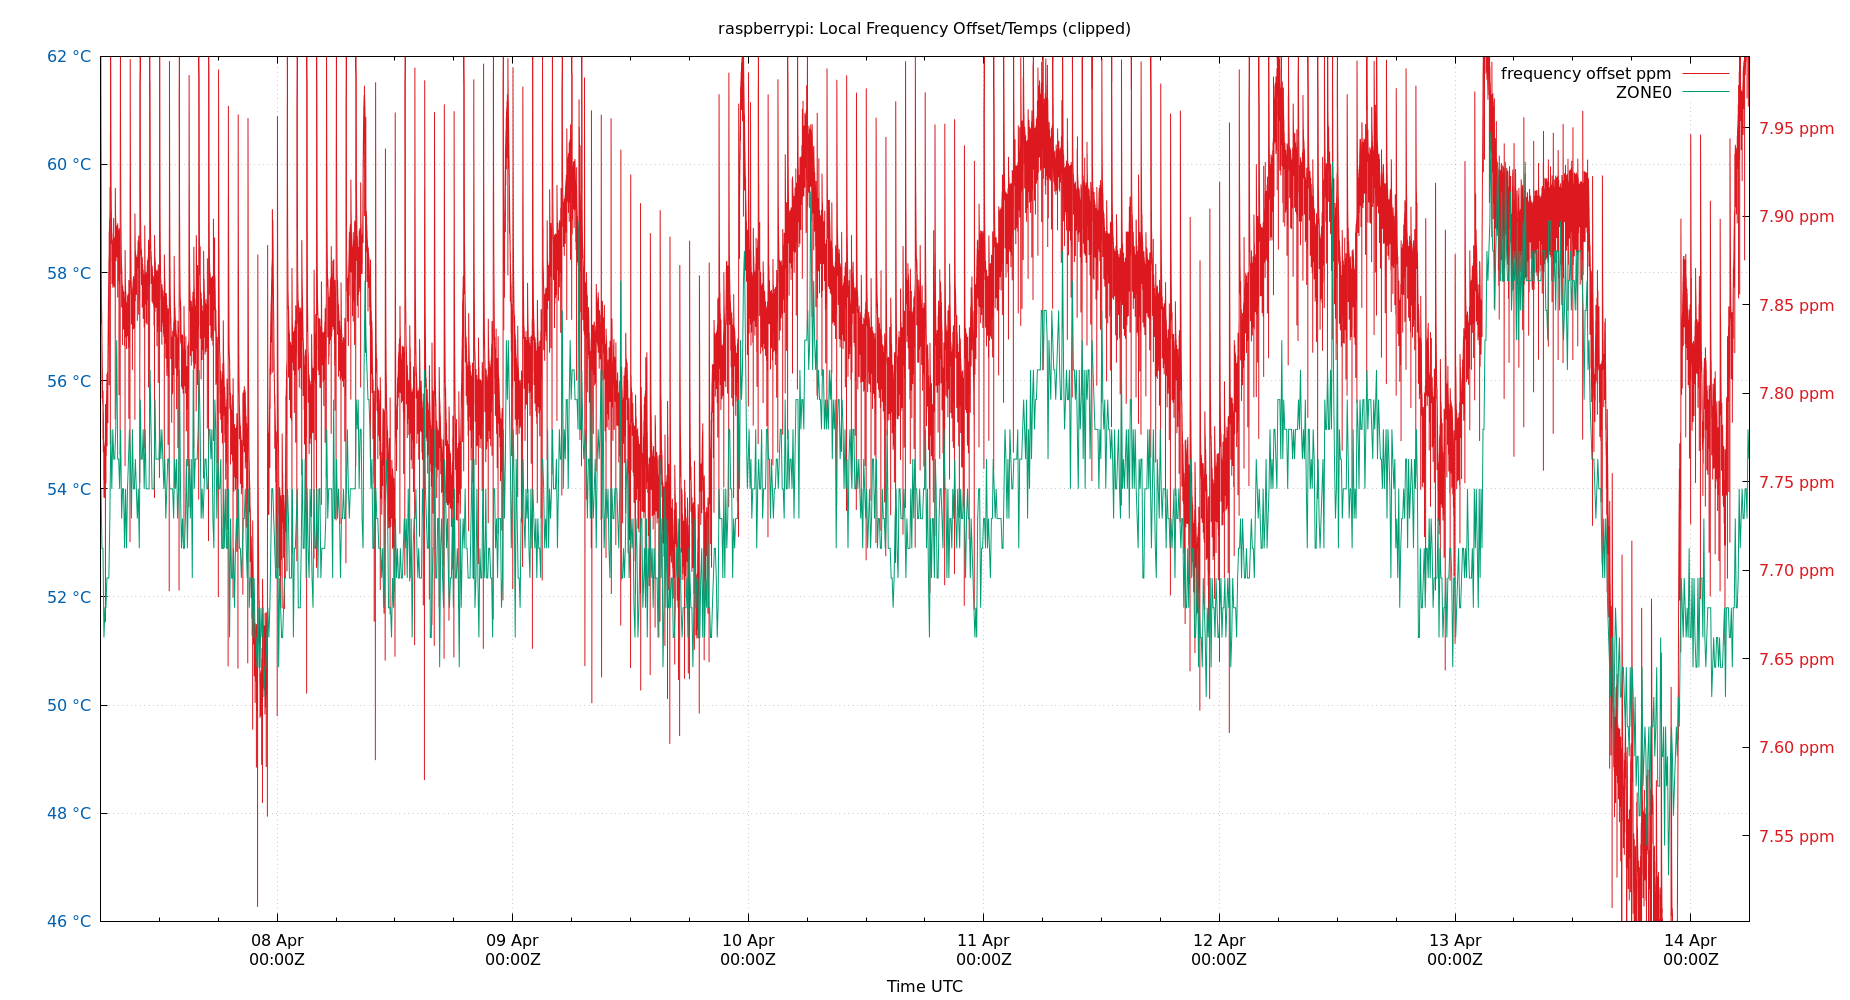 raspberrypi: Local Frequency Offset/Temps (clipped)
62 °C
60 °C
58 °C
56 °C
54 °C
52 °C
50 °C
48 °C
46 °C
frequency offset ppm
ZONE0
7.95 ppm
7.90 ppm
7.85 ppm
7.80 ppm
7.75 ppm
7.70 ppm
7.65 ppm
7.60 ppm
7.55 ppm
08 Apr
00:00Z
09 Apr
00:00Z
10 Apr
00:00Z
11 Apr
00:00Z
12 Apr
00:00Z
13 Apr
00:00Z
14 Apr
00:00Z
Time UTC